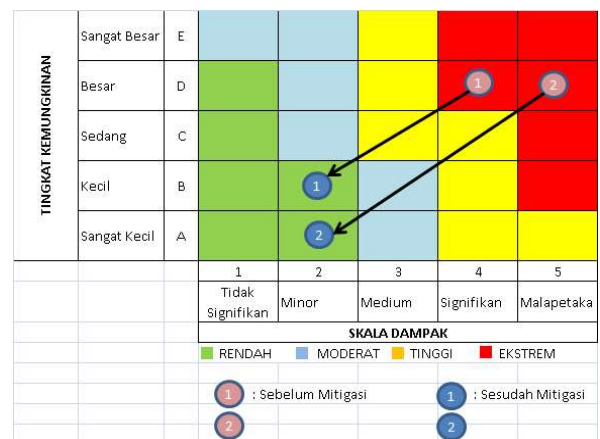 TINGKAT KEMUNGKINAN
Sangat Besar E
Besar D 1 2
Sedang C
Kecil B 1
Sangat Kecil A 2
1 2 3 4 5
Tidak Signifikan Minor Medium Signifikan Malapetaka
SKALA DAMPAK
RENDAH MODERAT TINGGI EKSTREM
1 : Sebelum Mitigasi 1 : Sesudah Mitigasi
2 2